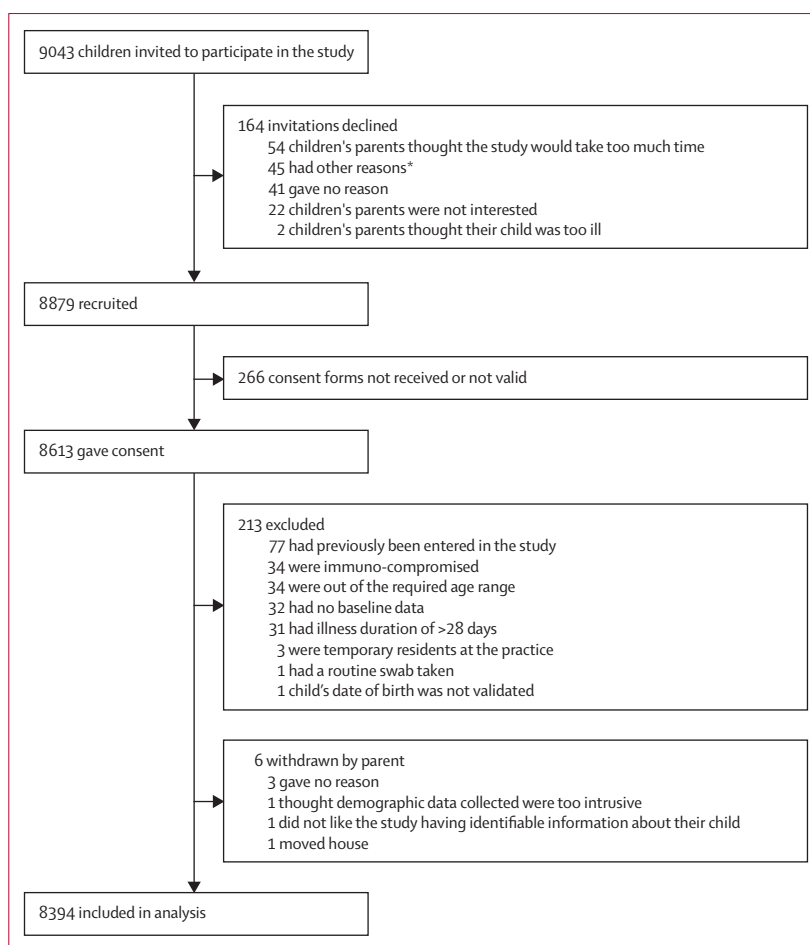 9043 children invited to participate in the study
164 invitations declined
54 children's parents thought the study would take too much time
45 had other reasons*
41 gave no reason
22 children's parents were not interested
2 children's parents thought their child was too ill
8879 recruited
266 consent forms not received or not valid
8613 gave consent
213 excluded
77 had previously been entered in the study
34 were immuno-compromised
34 were out of the required age range
32 had no baseline data
31 had illness duration of >28 days
3 were temporary residents at the practice
1 had a routine swab taken
1 child's date of birth was not validated
6 withdrawn by parent
3 gave no reason
1 thought demographic data collected were too intrusive
1 did not like the study having identifiable information about their child
1 moved house
8394 included in analysis